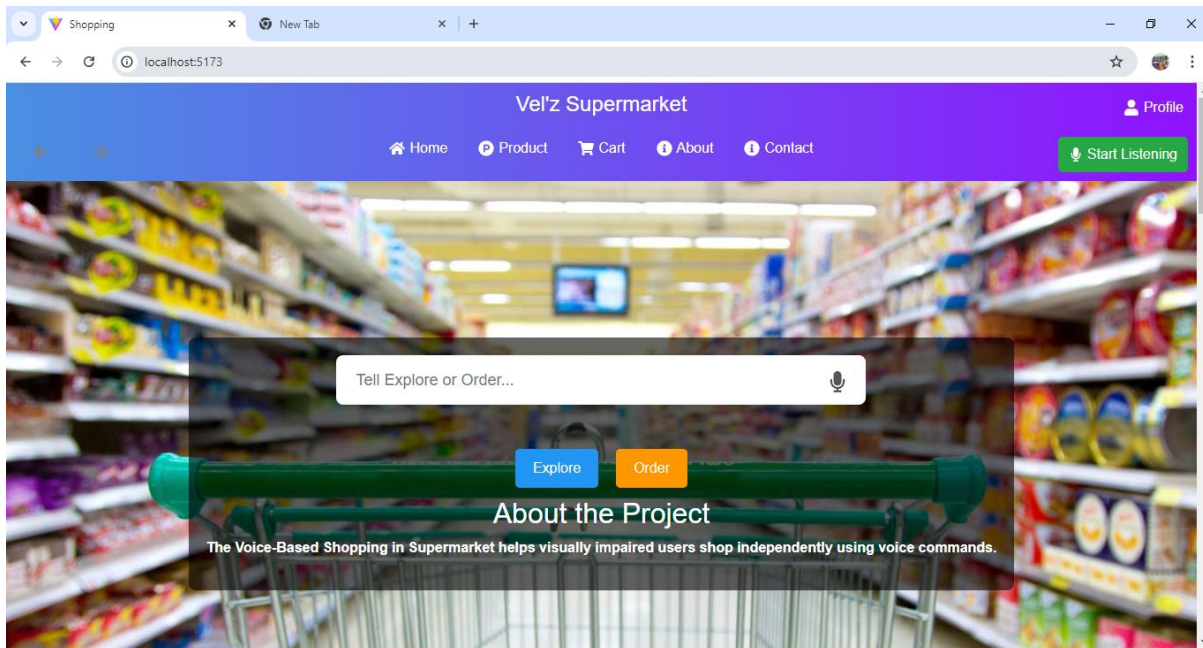 Shopping
New Tab
localhost:5173
Vel'z Supermarket
Profile
Home
Product
Cart
About
Contact
Start Listening
Tell Explore or Order...
Explore
Order
About the Project
The Voice-Based Shopping in Supermarket helps visually impaired users shop independently using voice commands.